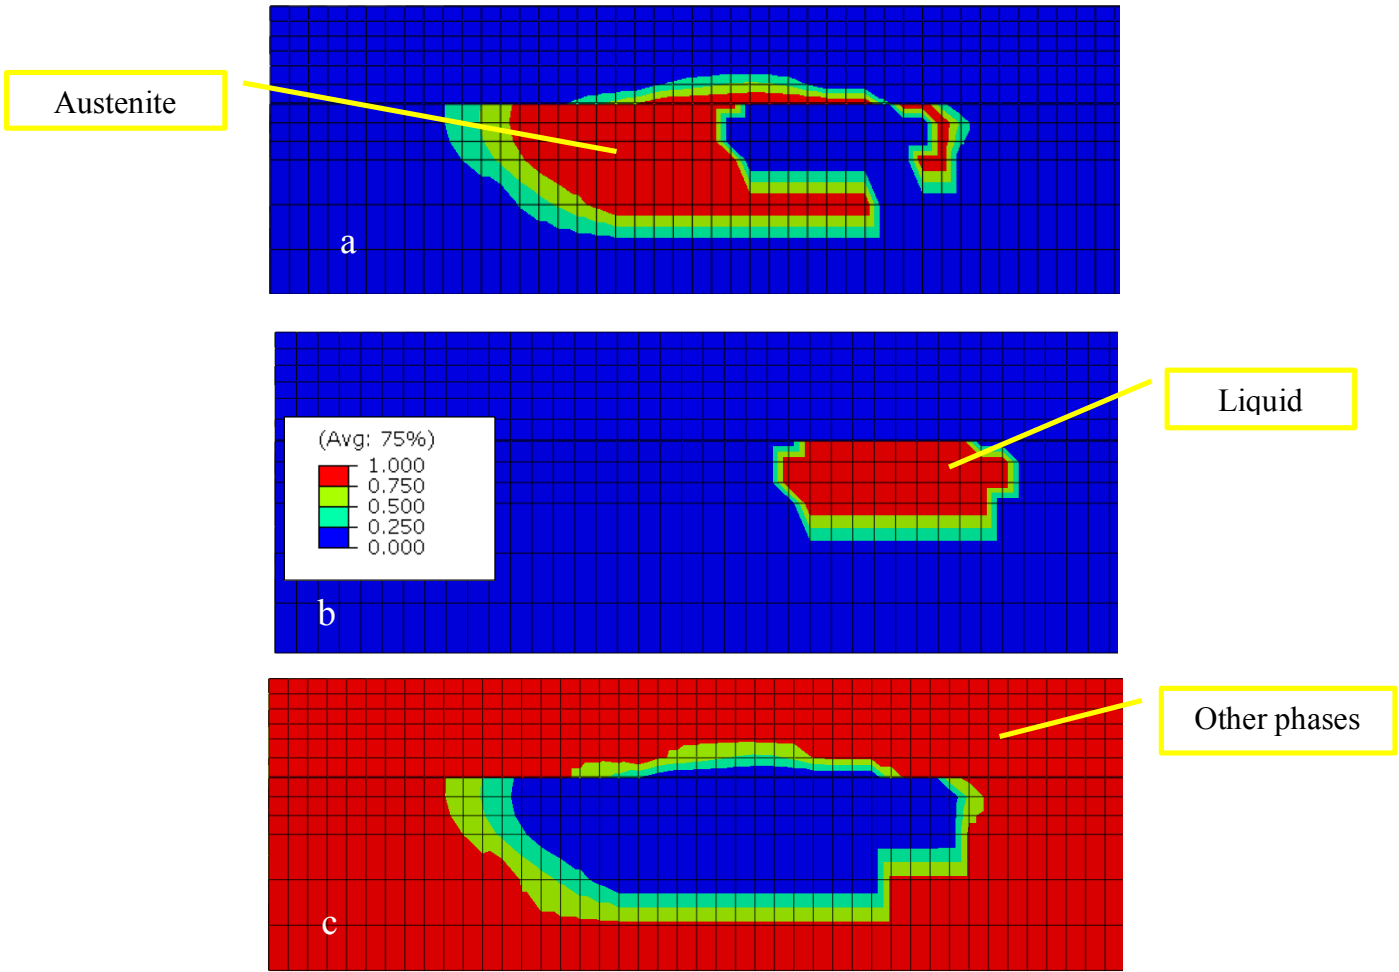 Austenite
a
Liquid
(Avg: 75%)
1.000
0.750
0.500
0.250
0.000
b
Other phases
c